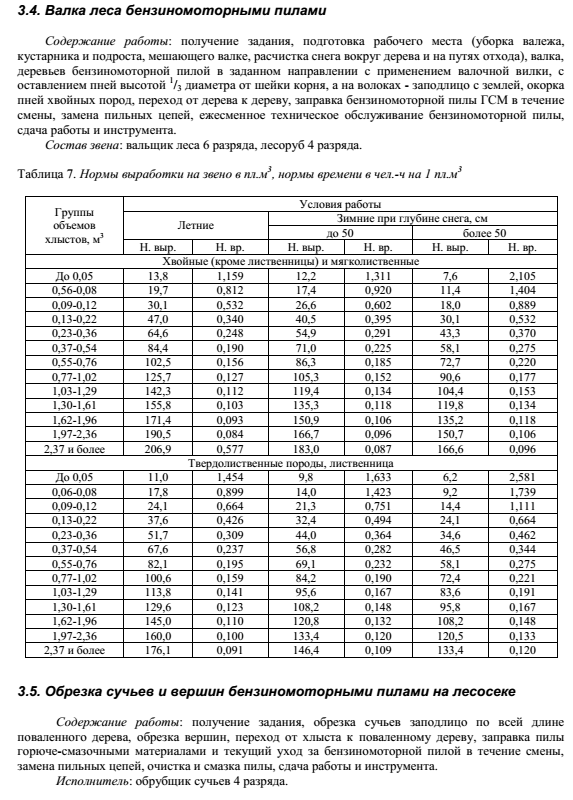 3.4. Валка леса бензиномоторными пилами
Содержание работы: получение задания, подготовка рабочего места (уборка валежа,
кустарника и подроста, мешающего валке, расчистка снега вокруг дерева и на путях отхода), валка,
деревьев бензиномоторной пилой в заданном направлении с применением валочной вилки, с
оставлением пней высотой 1/3 диаметра от шейки корня, а на волоках - заподлицо с землей, окорка
пней хвойных пород, переход от дерева к дереву, заправка бензиномоторной пилы ГСМ в течение
смены, замена пильных цепей, ежесменное техническое обслуживание бензиномоторной пилы,
сдача работы и инструмента.
Состав звена: вальщик леса 6 разряда, лесоруб 4 разряда.
Таблица 7. Нормы выработки на звено в пл.м³, нормы времени в чел.-ч на 1 пл.м³
Группы объемов хлыстов, м³ Условия работы
Летние Зимние при глубине снега, см
до 50 более 50
Н. выр. Н. вр. Н. выр. Н. вр. Н. выр. Н. вр.
Хвойные (кроме лиственницы) и мягколиственные
До 0,05 13,8 1,159 12,2 1,311 7,6 2,105
0,56-0,08 19,7 0,812 17,4 0,920 11,4 1,404
0,09-0,12 30,1 0,532 26,6 0,602 18,0 0,889
0,13-0,22 47,0 0,340 40,5 0,395 30,1 0,532
0,23-0,36 64,6 0,248 54,9 0,291 43,3 0,370
0,37-0,54 84,4 0,190 71,0 0,225 58,1 0,275
0,55-0,76 102,5 0,156 86,3 0,185 72,7 0,220
0,77-1,02 125,7 0,127 105,3 0,152 90,6 0,177
1,03-1,29 142,3 0,112 119,4 0,134 104,4 0,153
1,30-1,61 155,8 0,103 135,3 0,118 119,8 0,134
1,62-1,96 171,4 0,093 150,9 0,106 135,2 0,118
1,97-2,36 190,5 0,084 166,7 0,096 150,7 0,106
2,37 и более 206,9 0,577 183,0 0,087 166,6 0,096
Твердолиственные породы, лиственница
До 0,05 11,0 1,454 9,8 1,633 6,2 2,581
0,06-0,08 17,8 0,899 14,0 1,423 9,2 1,739
0,09-0,12 24,1 0,664 21,3 0,751 14,4 1,111
0,13-0,22 37,6 0,426 32,4 0,494 24,1 0,664
0,23-0,36 51,7 0,309 44,0 0,364 34,6 0,462
0,37-0,54 67,6 0,237 56,8 0,282 46,5 0,344
0,55-0,76 82,1 0,195 69,1 0,232 58,1 0,275
0,77-1,02 100,6 0,159 84,2 0,190 72,4 0,221
1,03-1,29 113,8 0,141 95,6 0,167 83,6 0,191
1,30-1,61 129,6 0,123 108,2 0,148 95,8 0,167
1,62-1,96 145,0 0,110 120,8 0,132 108,2 0,148
1,97-2,36 160,0 0,100 133,4 0,120 120,5 0,133
2,37 и более 176,1 0,091 146,4 0,109 133,4 0,120
3.5. Обрезка сучьев и вершин бензиномоторными пилами на лесосеке
Содержание работы: получение задания, обрезка сучьев заподлицо по всей длине
поваленного дерева, обрезка вершин, переход от хлыста к поваленному дереву, заправка пилы
горюче-смазочными материалами и текущий уход за бензиномоторной пилой в течение смены,
замена пильных цепей, очистка и смазка пилы, сдача работы и инструмента.
Исполнитель: обрубщик сучьев 4 разряда.